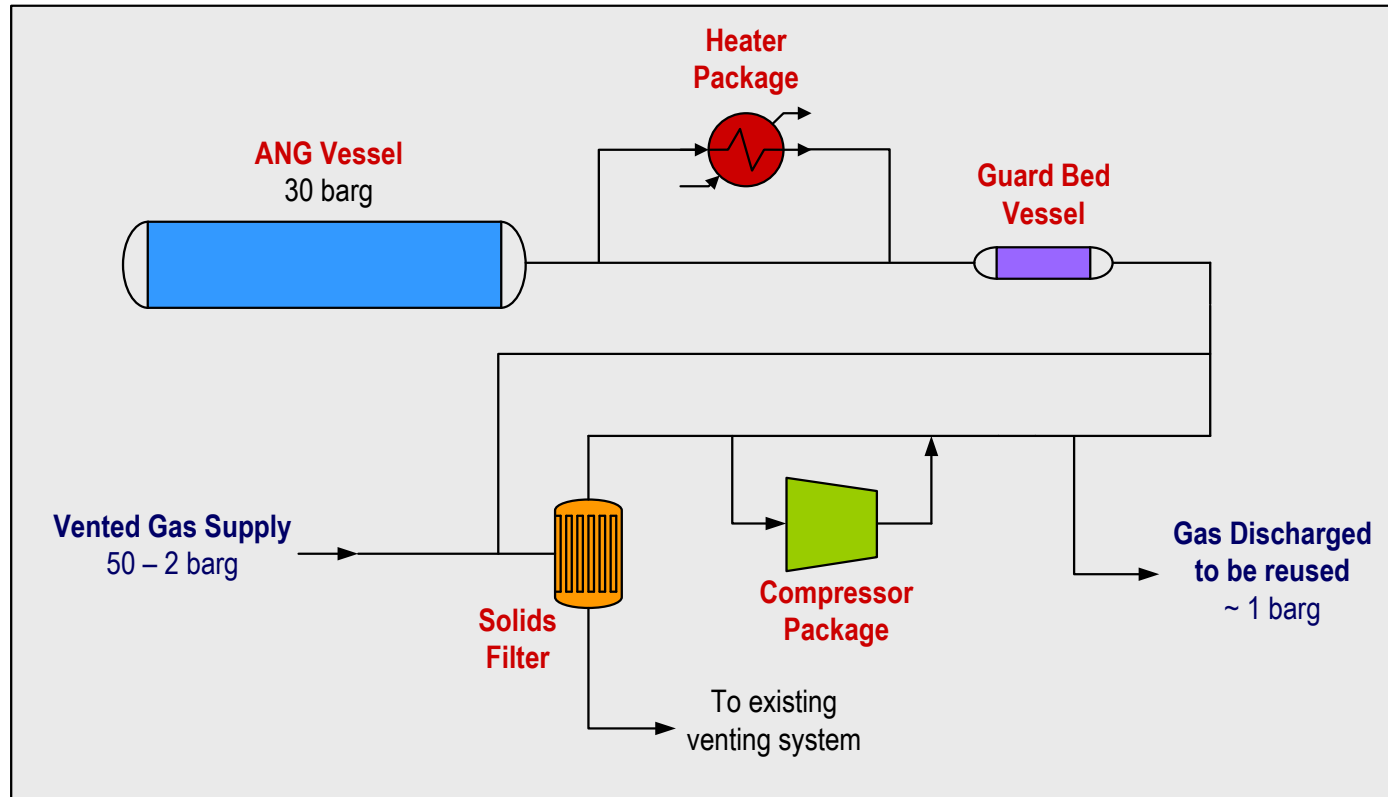 Heater
Package
ANG Vessel
30 barg
Guard Bed
Vessel
Vented Gas Supply
50 – 2 barg
Solids
Filter
Compressor
Package
Gas Discharged
to be reused
~ 1 barg
To existing
venting system